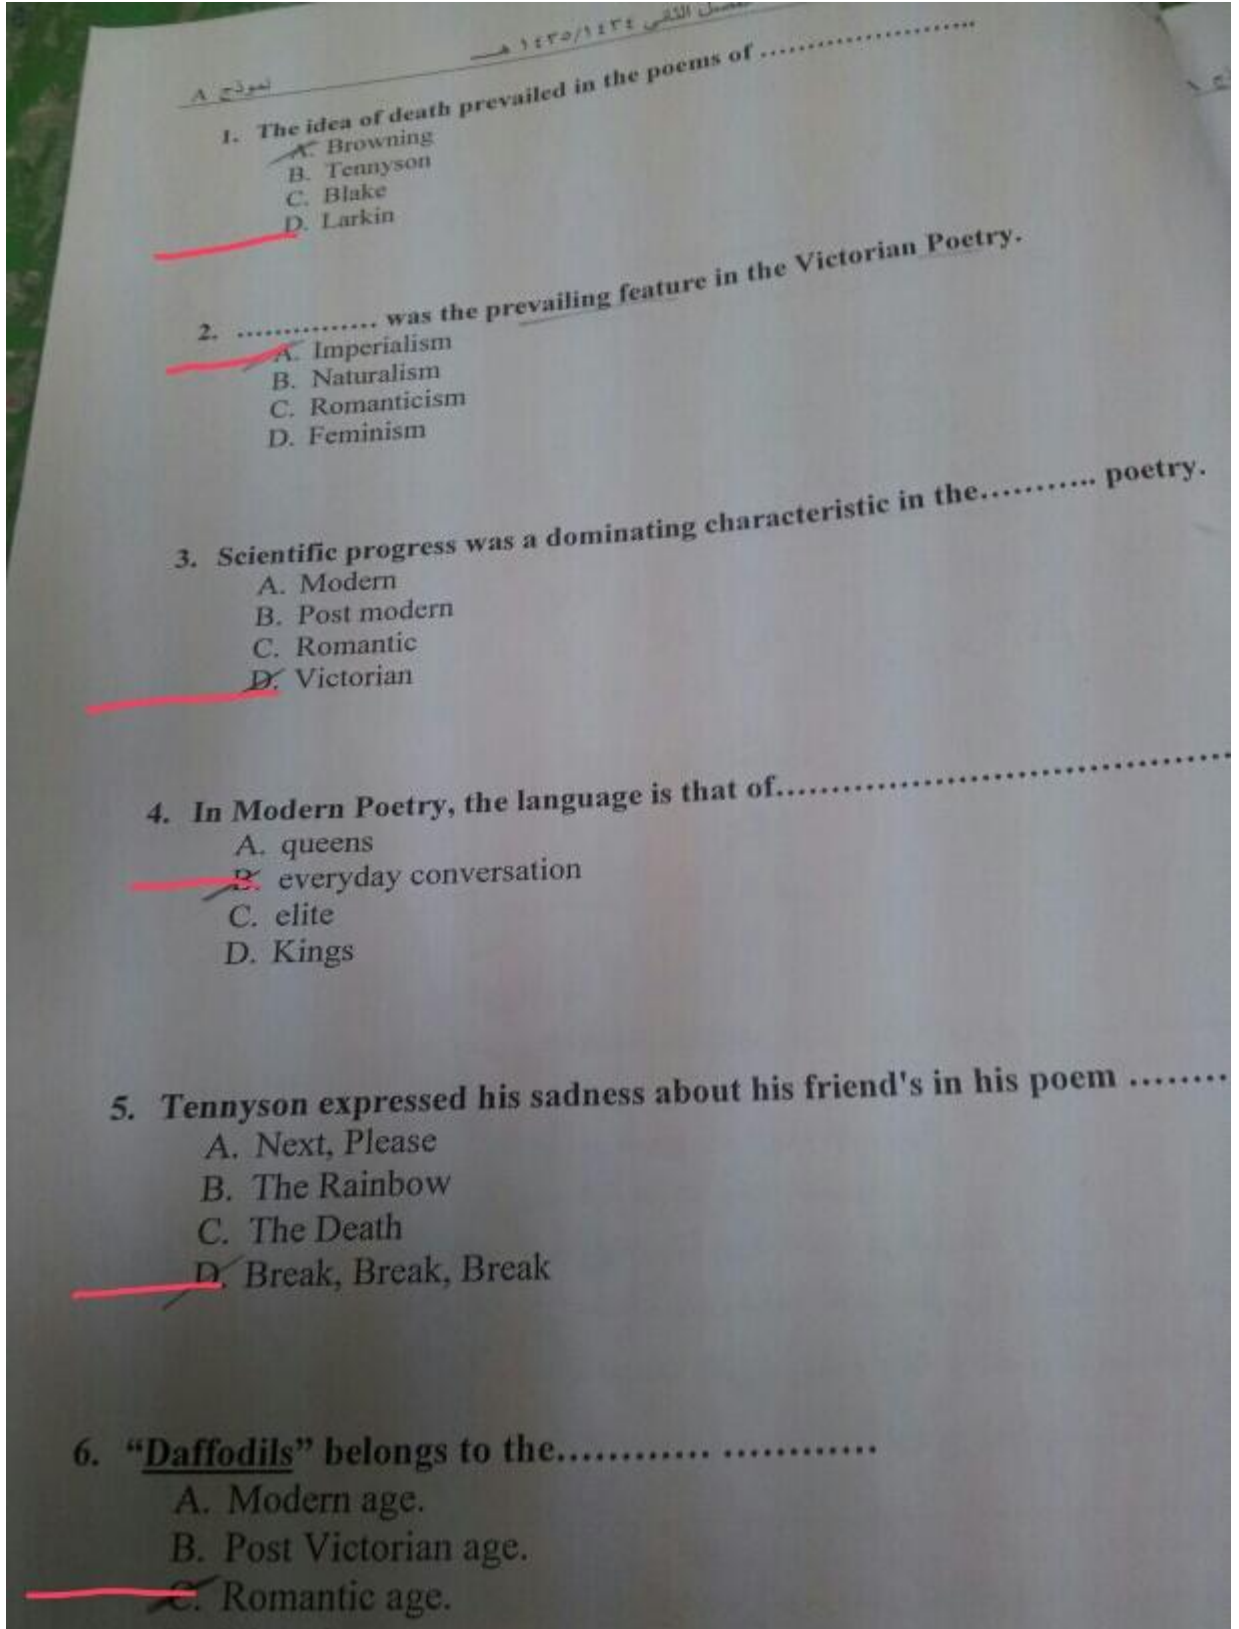 الثاني ١٤٣٥/١٤٣٤ هـ
نموذج A
1. The idea of death prevailed in the poems of ........................
A. Browning
B. Tennyson
C. Blake
D. Larkin
2. ............... was the prevailing feature in the Victorian Poetry.
A. Imperialism
B. Naturalism
C. Romanticism
D. Feminism
3. Scientific progress was a dominating characteristic in the........... poetry.
A. Modern
B. Post modern
C. Romantic
D. Victorian
4. In Modern Poetry, the language is that of.......................................
A. queens
B. everyday conversation
C. elite
D. Kings
5. Tennyson expressed his sadness about his friend's in his poem ........
A. Next, Please
B. The Rainbow
C. The Death
D. Break, Break, Break
6. “Daffodils” belongs to the............ ............
A. Modern age.
B. Post Victorian age.
C. Romantic age.